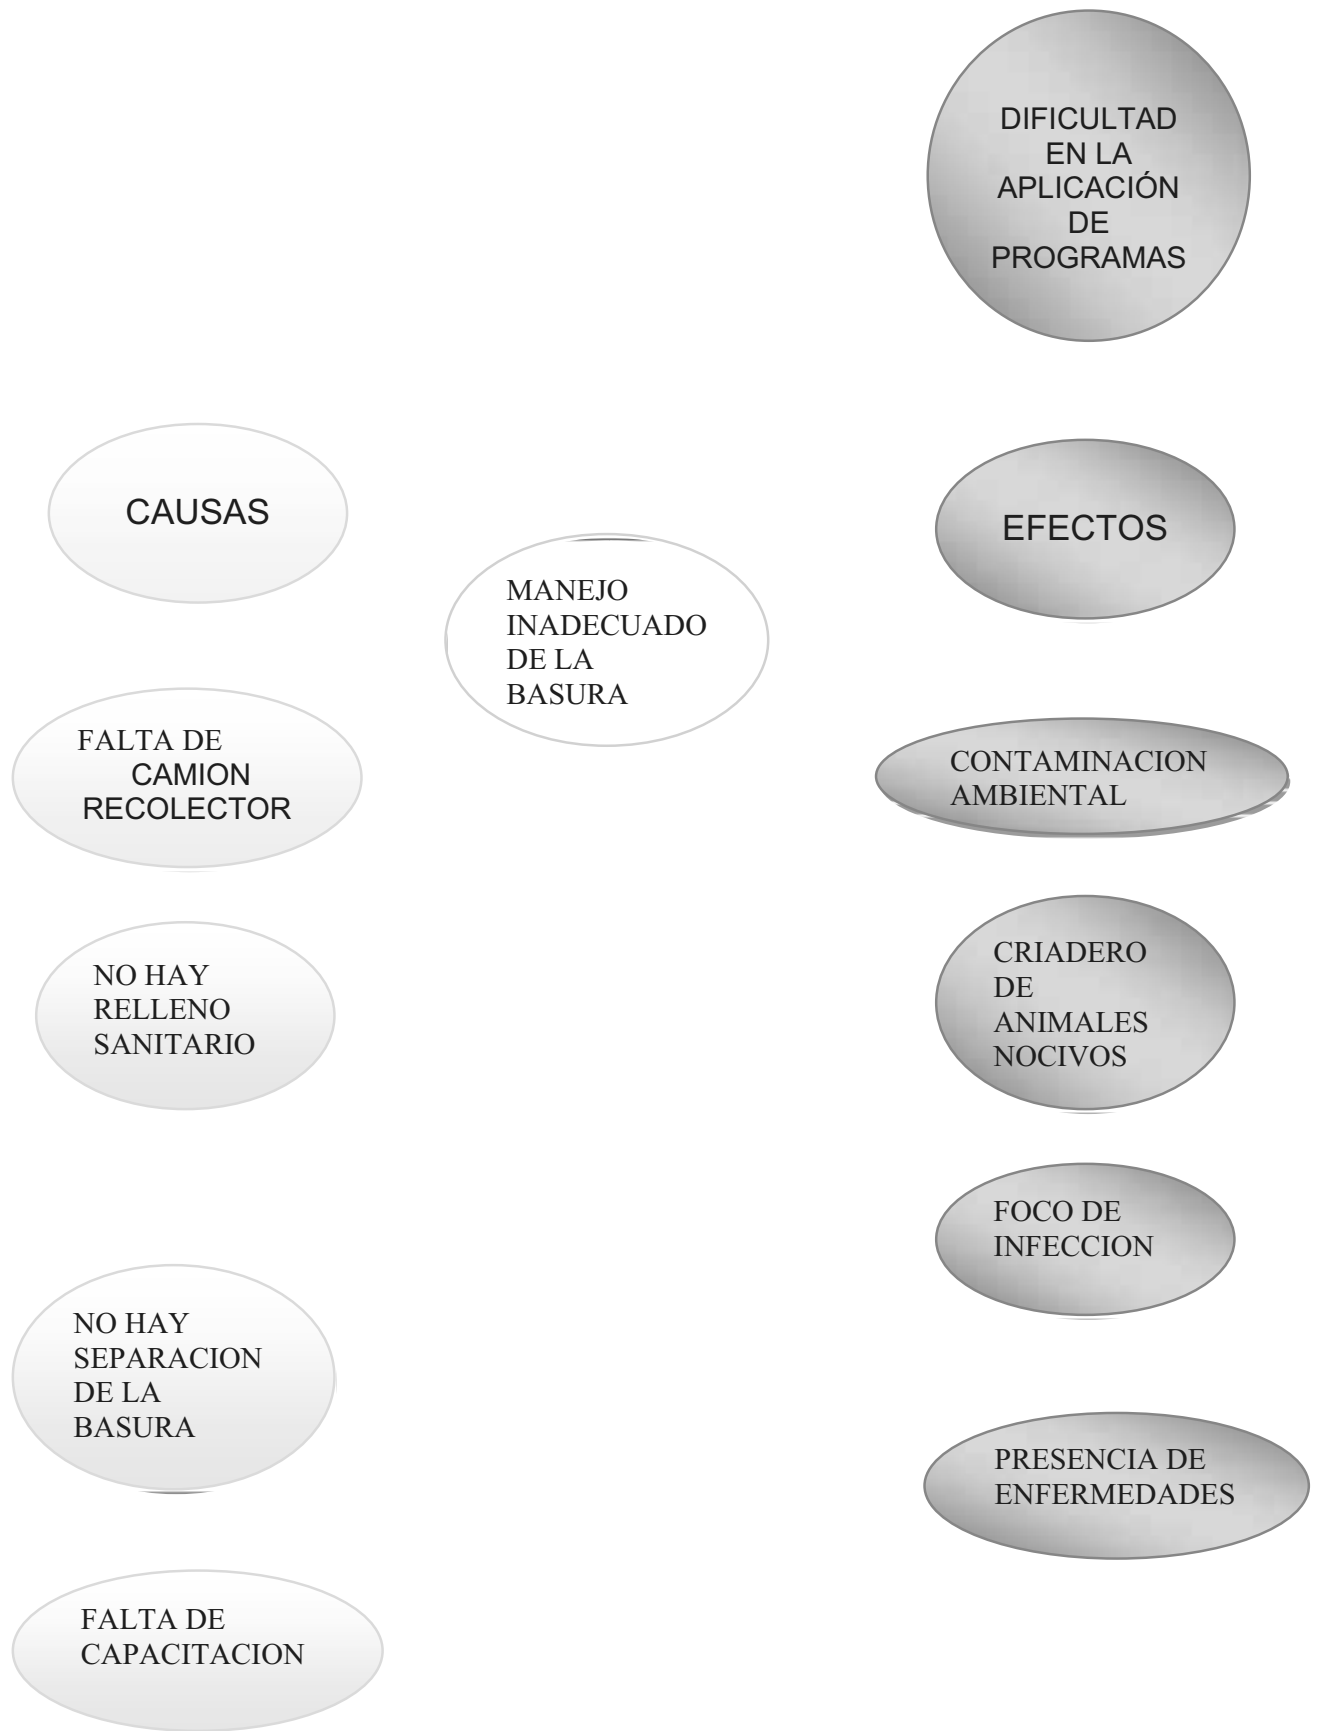 DIFICULTAD
EN LA
APLICACIÓN
DE
PROGRAMAS
CAUSAS
EFECTOS
MANEJO
INADECUADO
DE LA
BASURA
FALTA DE
CAMION
RECOLECTOR
CONTAMINACION
AMBIENTAL
NO HAY
RELLENO
SANITARIO
CRIADERO
DE
ANIMALES
NOCIVOS
FOCO DE
INFECCION
NO HAY
SEPARACION
DE LA
BASURA
PRESENCIA DE
ENFERMEDADES
FALTA DE
CAPACITACION